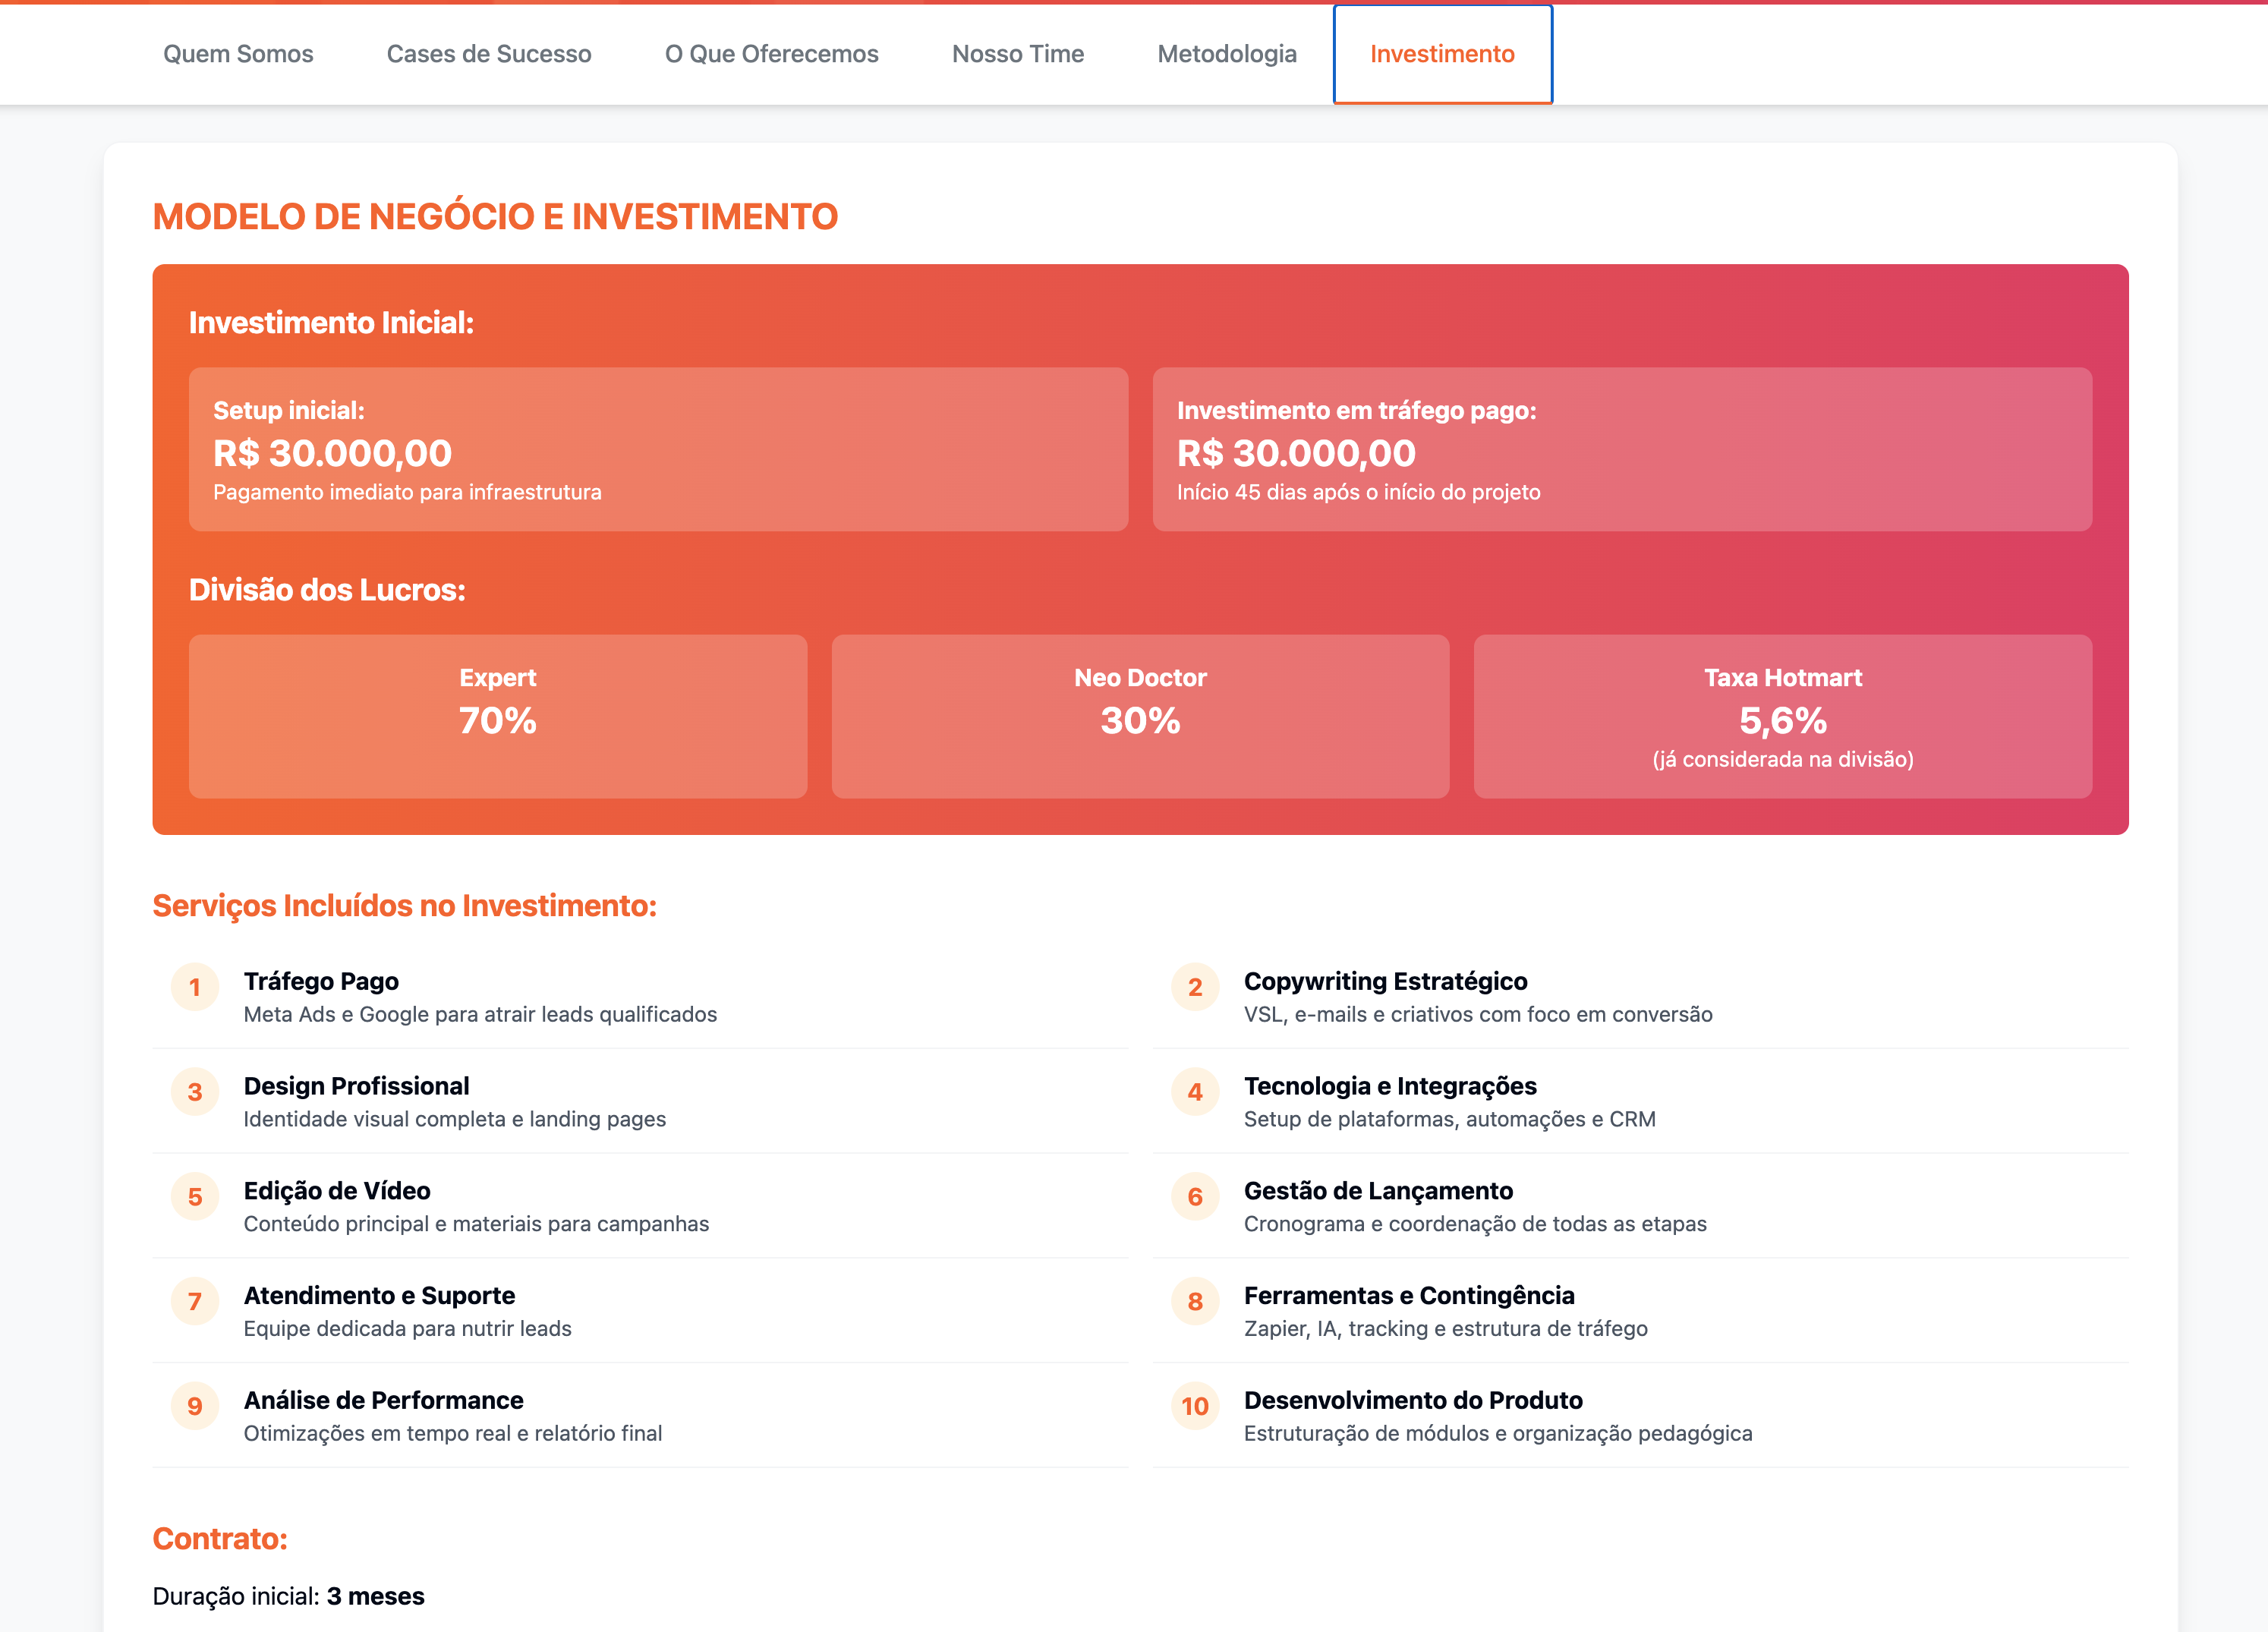 Quem Somos
Cases de Sucesso
O Que Oferecemos
Nosso Time
Metodologia
Investimento
MODELO DE NEGÓCIO E INVESTIMENTO
Investimento Inicial:
Setup inicial:
R$ 30.000,00
Pagamento imediato para infraestrutura
Investimento em tráfego pago:
R$ 30.000,00
Início 45 dias após o início do projeto
Divisão dos Lucros:
Expert
70%
Neo Doctor
30%
Taxa Hotmart
5,6%
(já considerada na divisão)
Serviços Incluídos no Investimento:
1
Tráfego Pago
Meta Ads e Google para atrair leads qualificados
2
Copywriting Estratégico
VSL, e-mails e criativos com foco em conversão
3
Design Profissional
Identidade visual completa e landing pages
4
Tecnologia e Integrações
Setup de plataformas, automações e CRM
5
Edição de Vídeo
Conteúdo principal e materiais para campanhas
6
Gestão de Lançamento
Cronograma e coordenação de todas as etapas
7
Atendimento e Suporte
Equipe dedicada para nutrir leads
8
Ferramentas e Contingência
Zapier, IA, tracking e estrutura de tráfego
9
Análise de Performance
Otimizações em tempo real e relatório final
10
Desenvolvimento do Produto
Estruturação de módulos e organização pedagógica
Contrato:
Duração inicial: 3 meses